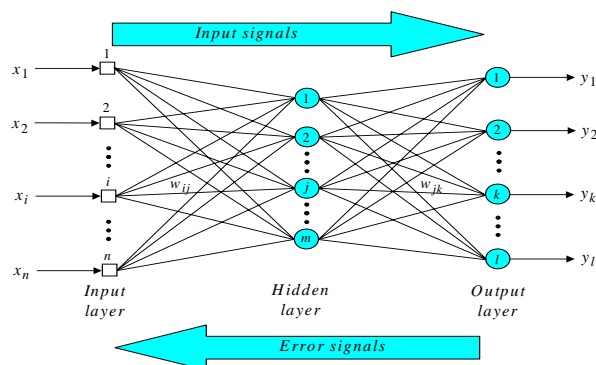 Input signals
1
x1
1
1
y1
2
x2
2
2
y2
i
xi
wij
j
wjk
k
yk
m
n
xn
l
yl
Input
layer
Hidden
layer
Output
layer
Error signals